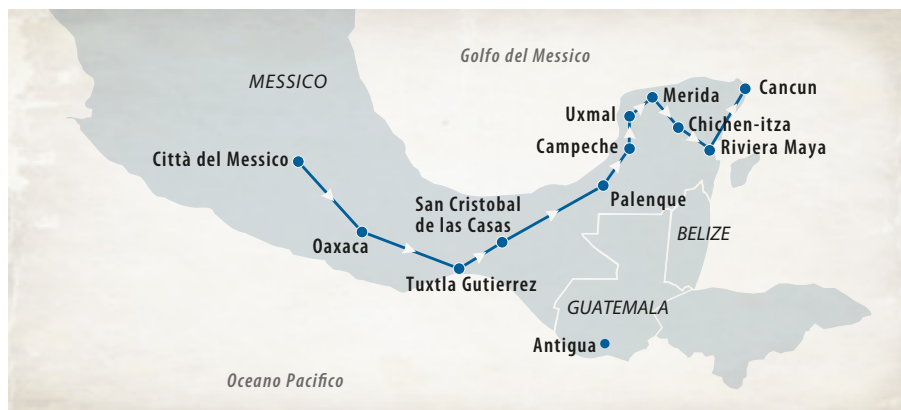 Golfo del Messico
MESSICO
Cancun
Merida
Uxmal
Chichen-itza
Campeche
Riviera Maya
Città del Messico
Palenque
San Cristobal
de las Casas
BELIZE
Oaxaca
Tuxtla Gutierrez
GUATEMALA
Antigua
Oceano Pacifico